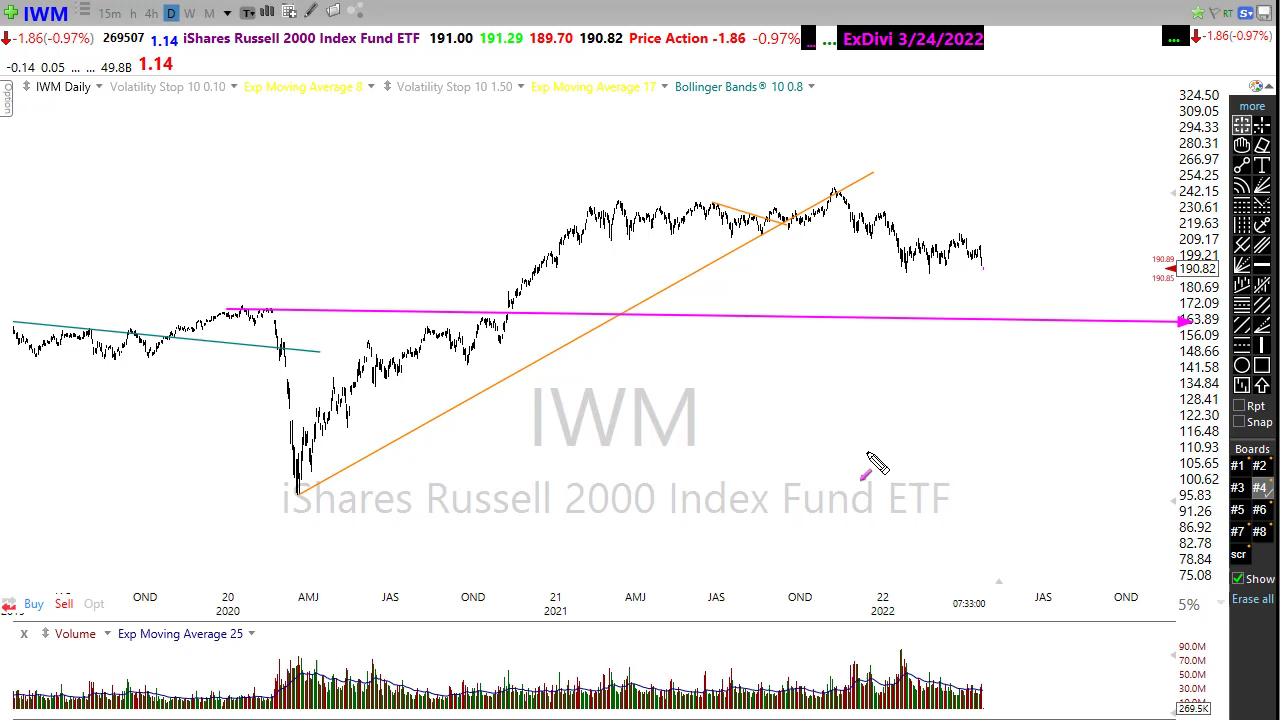 IWM 15m h 4h D W M T RT S
-1.86(-0.97%) 269507 1.14 iShares Russell 2000 Index Fund ETF 191.00 191.29 189.70 190.82 Price Action -1.86 -0.97% ... ... ExDivi 3/24/2022 ... -1.86(-0.97%)
-0.14 0.05 ... ... 49.8B 1.14
Option IWM Daily Volatility Stop 10 0.10 Exp Moving Average 8 Volatility Stop 10 1.50 Exp Moving Average 17 Bollinger Bands® 10 0.8
324.50
309.05
294.33
280.31
266.97
254.25
242.15
230.61
219.63
209.17
199.21
190.89
190.82
190.85
180.69
172.09
163.89
156.09
148.66
141.58
134.84
128.41
122.30
116.48
110.93
105.65
100.62
95.83
91.26
86.92
82.78
78.84
75.08
IWM
iShares Russell 2000 Index Fund ETF
OND 20 AMJ JAS OND 21 AMJ JAS OND 22 JAS OND
2020 2021 2022 07:33:00
Buy Sell Opt 5%
X Volume Exp Moving Average 25
90.0M
70.0M
50.0M
30.0M
10.0M
269.5K
more
T
Rpt
Snap
Boards
#1 #2
#3 #4
#5 #6
#7 #8
scr
Show
Erase all